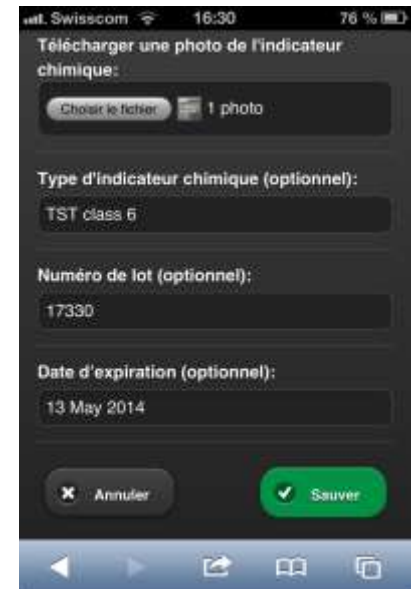 Swisscom 16:30 76 %
Télécharger une photo de l'indicateur
chimique:
Choisir le fichier 1 photo
Type d'indicateur chimique (optionnel):
TST class 6
Numéro de lot (optionnel):
17330
Date d'expiration (optionnel):
13 May 2014
Annuler Sauver